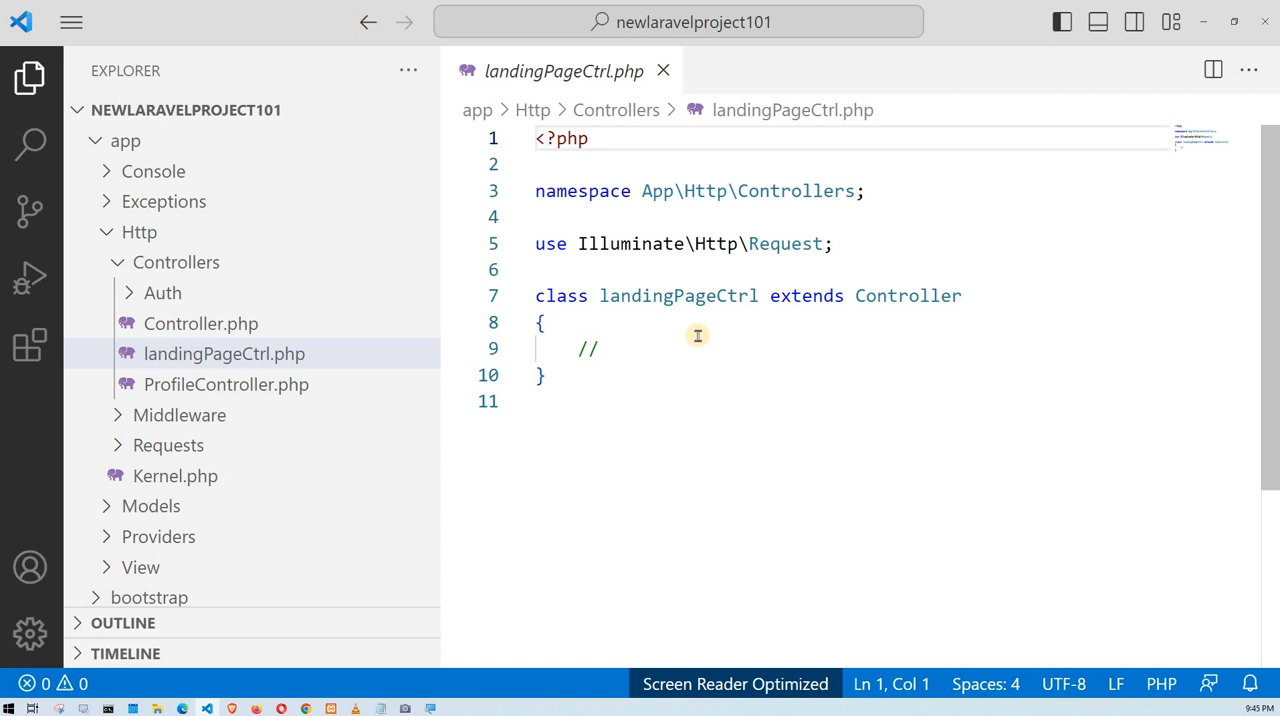 newlaravelproject101
EXPLORER
NEWLARAVELPROJECT101
app
Console
Exceptions
Http
Controllers
Auth
Controller.php
landingPageCtrl.php
ProfileController.php
Middleware
Requests
Kernel.php
Models
Providers
View
bootstrap
OUTLINE
TIMELINE
landingPageCtrl.php
app > Http > Controllers > landingPageCtrl.php
1 <?php
2
3 namespace App\Http\Controllers;
4
5 use Illuminate\Http\Request;
6
7 class landingPageCtrl extends Controller
8 {
9 //
10 }
11
0 0 Screen Reader Optimized Ln 1, Col 1 Spaces: 4 UTF-8 LF PHP
9:45 PM